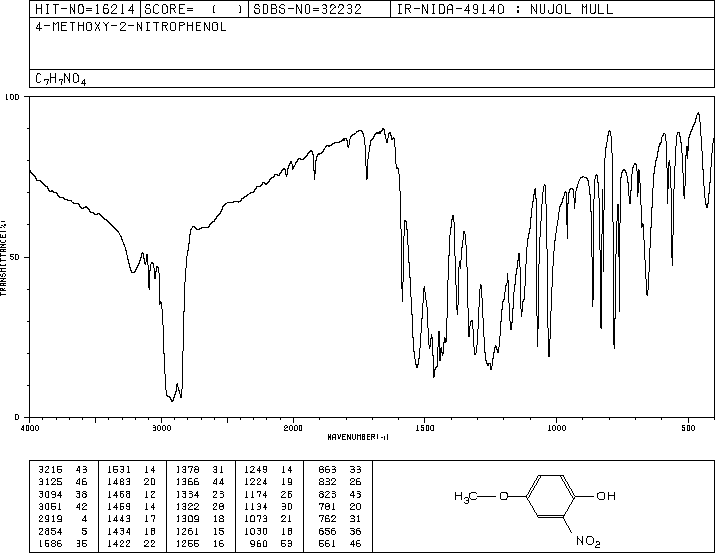 HIT-NO=16214 SCORE= ( ) SDBS-NO=32232 IR-NIDA-49140 : NUJOL MULL
4-METHOXY-2-NITROPHENOL
C7H7NO4
100
50
0
TRANSMITTANCE(%)
4000 3000 2000 1500 1000 500
WAVENUMBER(-1)
3215 43 1531 14 1378 31 1249 14 863 33
3125 46 1483 20 1366 44 1224 19 832 26
3094 38 1468 12 1334 23 1174 26 823 43
3051 42 1459 14 1322 28 1134 30 781 20
2919 4 1443 17 1309 18 1073 21 762 31
2854 5 1434 18 1261 15 1030 18 656 36
1586 35 1422 22 1255 16 960 53 561 46
H3C O OH
NO2